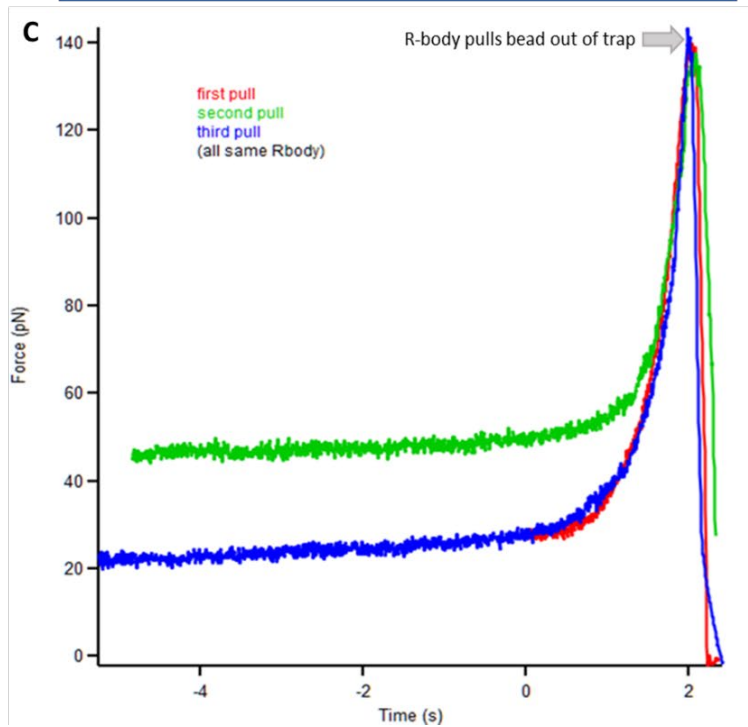 C
R-body pulls bead out of trap
first pull
second pull
third pull
(all same Rbody)
140
120
100
80
60
40
20
0
Force (pN)
-4
-2
0
2
Time (s)